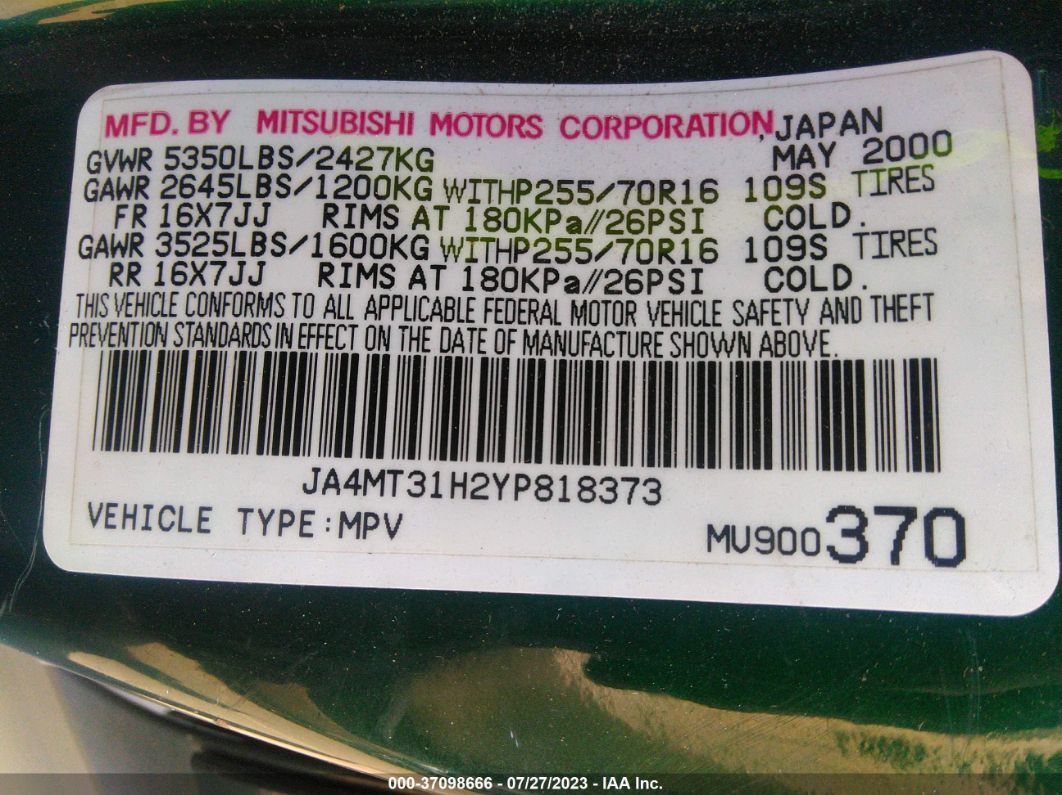 MFD. BY MITSUBISHI MOTORS CORPORATION, JAPAN
GVWR 5350LBS/2427KG MAY 2000
GAWR 2645LBS/1200KG WITHP255/70R16 109S TIRES
FR 16X7JJ RIMS AT 180KPa//26PSI COLD.
GAWR 3525LBS/1600KG WITHP255/70R16 109S TIRES
RR 16X7JJ RIMS AT 180KPa//26PSI COLD.
THIS VEHICLE CONFORMS TO ALL APPLICABLE FEDERAL MOTOR VEHICLE SAFETY AND THEFT
PREVENTION STANDARDS IN EFFECT ON THE DATE OF MANUFACTURE SHOWN ABOVE.
JA4MT31H2YP818373
VEHICLE TYPE:MPV MV900370
000-37098666 - 07/27/2023 - IAA Inc.